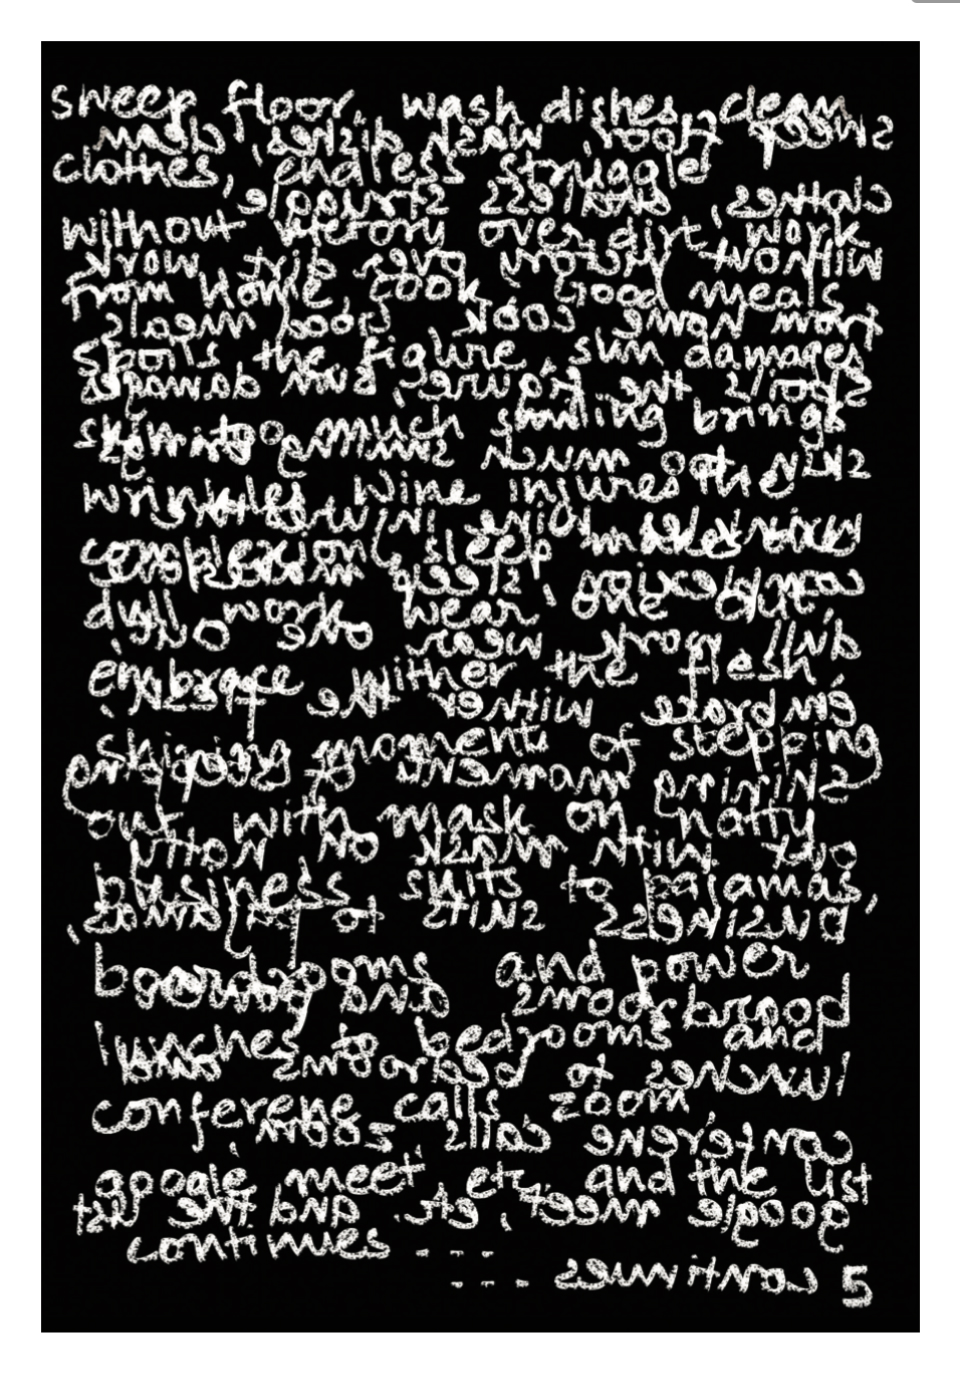 sweep floor, wash dishes, clean
clothes, endless struggle
without victory over dirt, work
from home, cook good meals
spoils the figure, sun damages
skin, too much smiling brings
wrinkles, wine injures the
complexion, sleep makes
dull, work wear one out,
embrace wither the flesh,
skipping moments of stepping
out with mask on natty
business suits to pajamas,
boardrooms and power
lunches to bedrooms and
conferene calls, zoom,
google meet, etc. and the list
continues - - - -
5